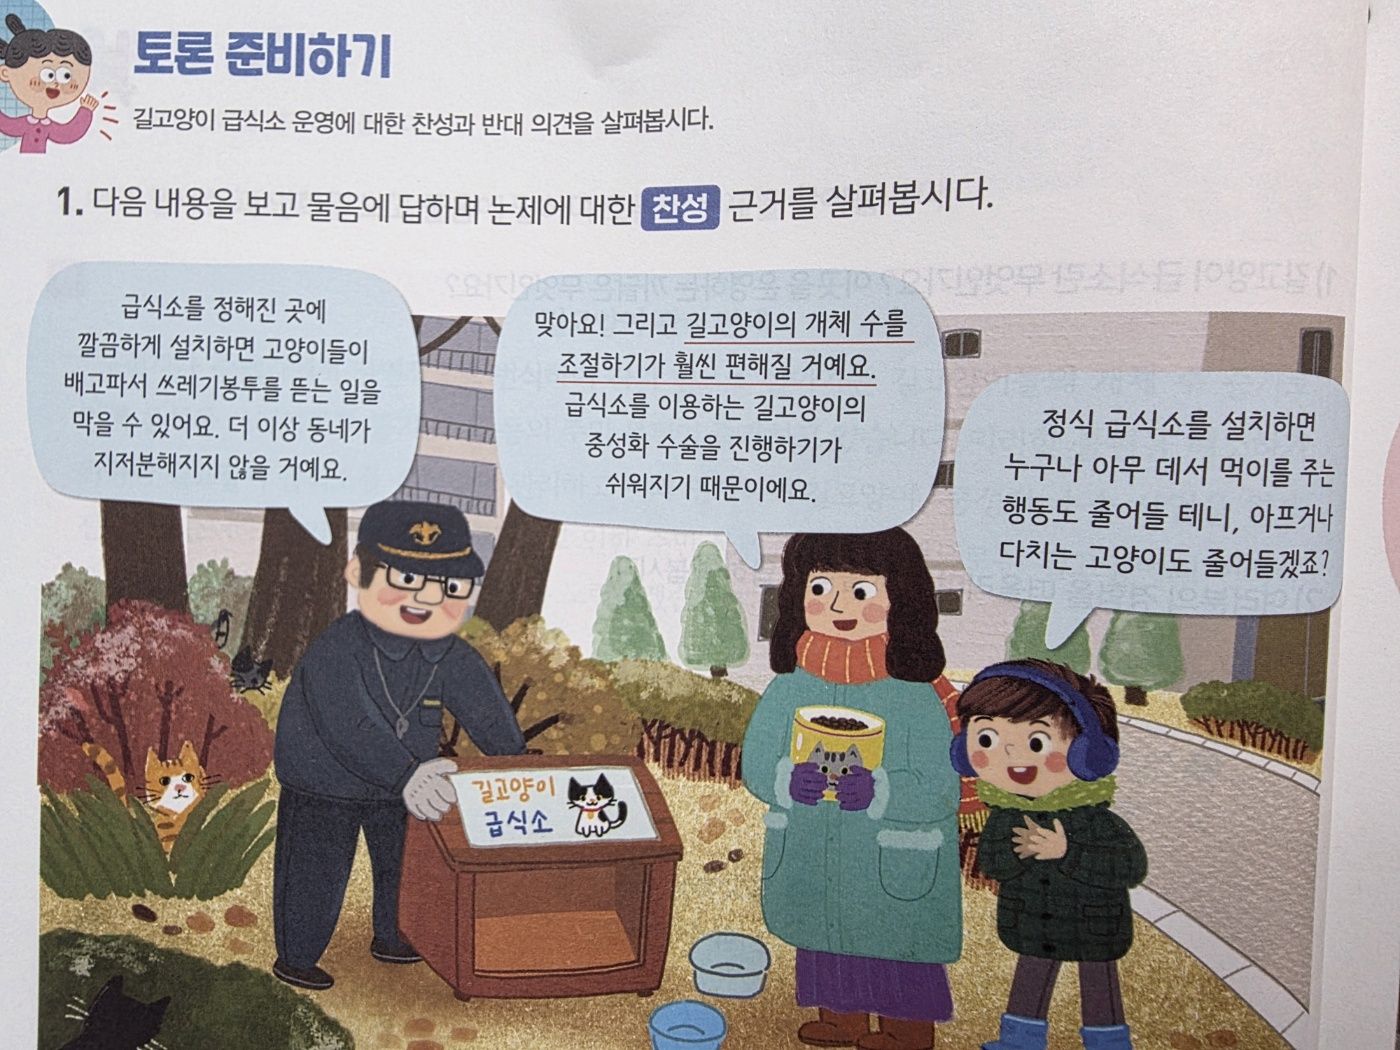 토론 준비하기
길고양이 급식소 운영에 대한 찬성과 반대 의견을 살펴봅시다.
1. 다음 내용을 보고 물음에 답하며 논제에 대한 찬성 근거를 살펴봅시다.
급식소를 정해진 곳에
깔끔하게 설치하면 고양이들이
배고파서 쓰레기봉투를 뜯는 일을
막을 수 있어요. 더 이상 동네가
지저분해지지 않을 거예요.
맞아요! 그리고 길고양이의 개체 수를
조절하기가 훨씬 편해질 거예요.
급식소를 이용하는 길고양이의
중성화 수술을 진행하기가
쉬워지기 때문이에요.
정식 급식소를 설치하면
누구나 아무 데서 먹이를 주는
행동도 줄어들 테니, 아프거나
다치는 고양이도 줄어들겠죠?
길고양이
급식소